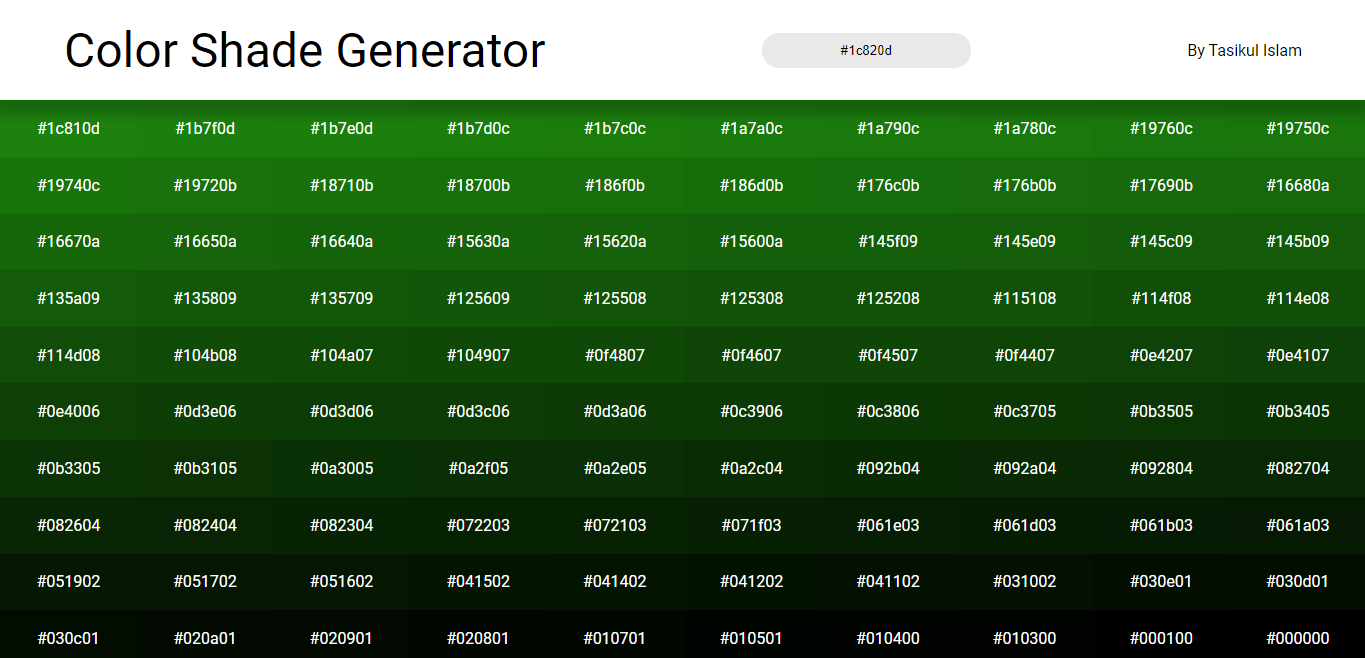 Color Shade Generator #1c820d By Tasikul Islam
#1c810d #1b7f0d #1b7e0d #1b7d0c #1b7c0c #1a7a0c #1a790c #1a780c #19760c #19750c
#19740c #19720b #18710b #18700b #186f0b #186d0b #176c0b #176b0b #17690b #16680a
#16670a #16650a #16640a #15630a #15620a #15600a #145f09 #145e09 #145c09 #145b09
#135a09 #135809 #135709 #125609 #125508 #125308 #125208 #115108 #114f08 #114e08
#114d08 #104b08 #104a07 #104907 #0f4807 #0f4607 #0f4507 #0f4407 #0e4207 #0e4107
#0e4006 #0d3e06 #0d3d06 #0d3c06 #0d3a06 #0c3906 #0c3806 #0c3705 #0b3505 #0b3405
#0b3305 #0b3105 #0a3005 #0a2f05 #0a2e05 #0a2c04 #092b04 #092a04 #092804 #082704
#082604 #082404 #082304 #072203 #072103 #071f03 #061e03 #061d03 #061b03 #061a03
#051902 #051702 #051602 #041502 #041402 #041202 #041102 #031002 #030e01 #030d01
#030c01 #020a01 #020901 #020801 #010701 #010501 #010400 #010300 #000100 #000000